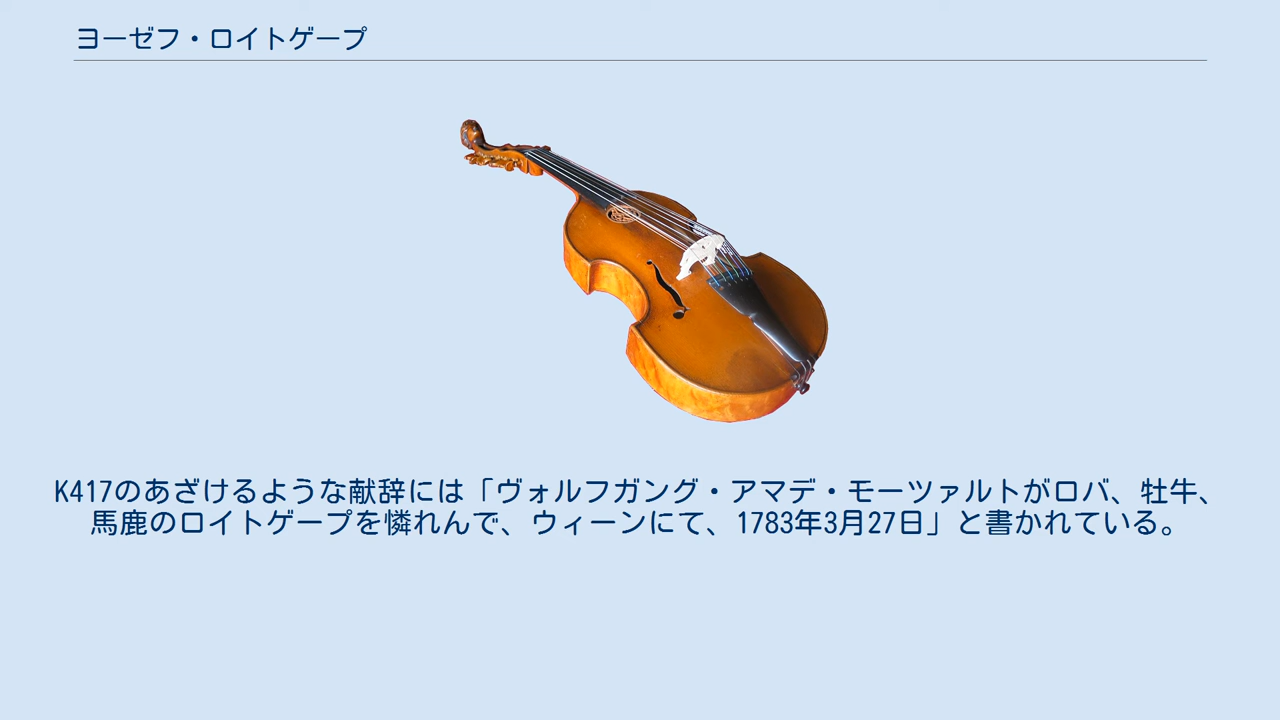 ヨーゼフ・ロイトゲープ
K417のあざけるような献辞には「ヴォルフガング・アマデ・モーツァルトがロバ、牡牛、
馬鹿のロイトゲープを憐れんで、ウィーンにて、1783年3月27日」と書かれている。